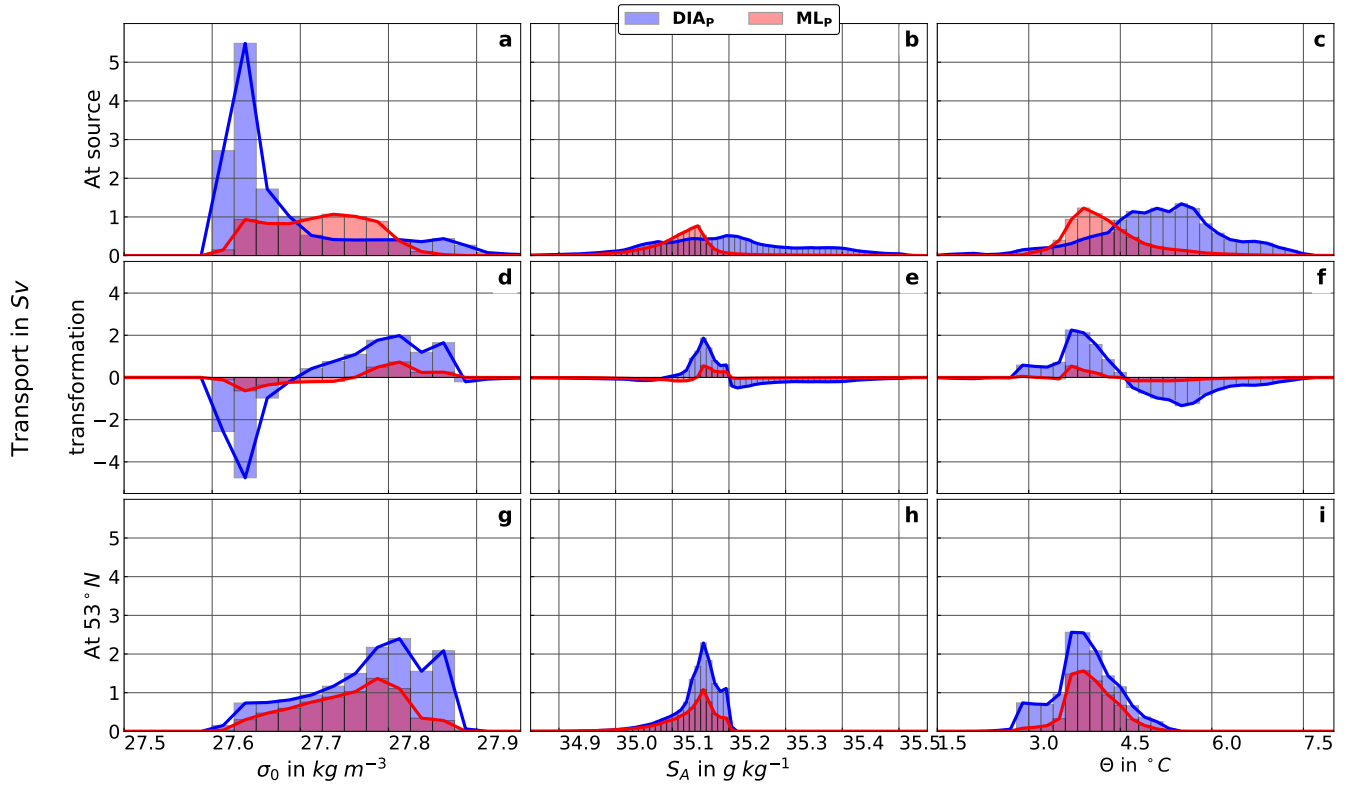 DIA_P ML_P
a
b
c
5
4
3
2
1
0
At source
d
e
f
4
2
0
−2
−4
transformation
Transport in Sv
g
h
i
5
4
3
2
1
0
At 53°N
27.5 27.6 27.7 27.8 27.9
34.9 35.0 35.1 35.2 35.3 35.4 35.5
1.5 3.0 4.5 6.0 7.5
σ₀ in kg m⁻³
S_A in g kg⁻¹
Θ in °C